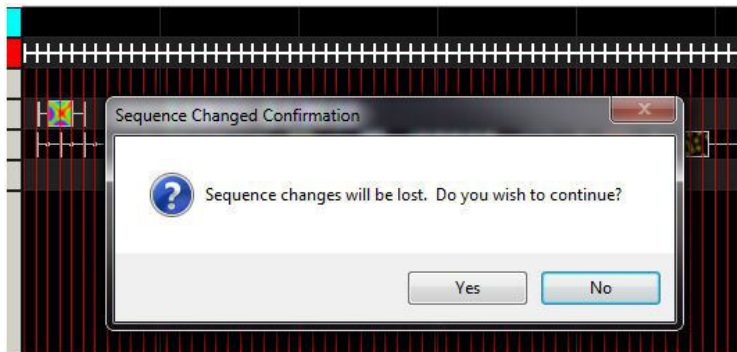 Sequence Changed Confirmation
Sequence changes will be lost. Do you wish to continue?
Yes
No